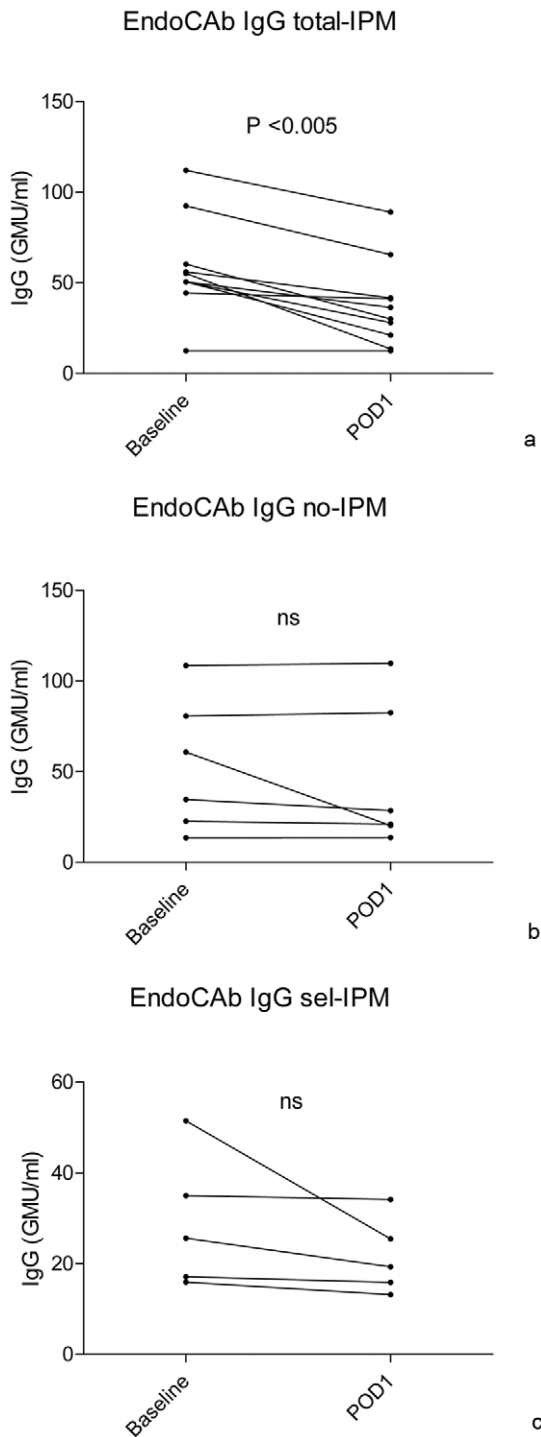 EndoCAb IgG total-IPM
P <0.005
IgG (GMU/ml)
150
100
50
0
Baseline
POD1
a
EndoCAb IgG no-IPM
ns
IgG (GMU/ml)
150
100
50
0
Baseline
POD1
b
EndoCAb IgG sel-IPM
ns
IgG (GMU/ml)
60
40
20
0
Baseline
POD1
c